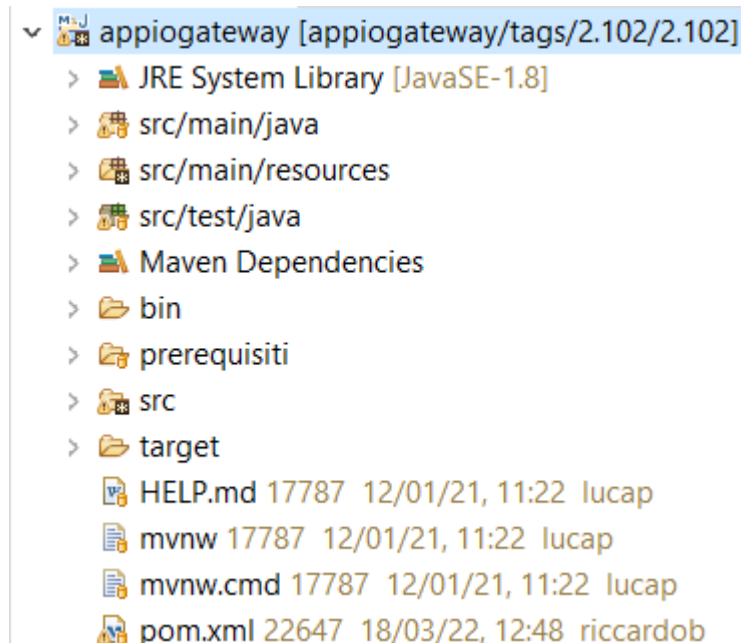 appiogateway [appiogateway/tags/2.102/2.102]
JRE System Library [JavaSE-1.8]
src/main/java
src/main/resources
src/test/java
Maven Dependencies
bin
prerequisiti
src
target
HELP.md 17787 12/01/21, 11:22 lucap
mvnw 17787 12/01/21, 11:22 lucap
mvnw.cmd 17787 12/01/21, 11:22 lucap
pom.xml 22647 18/03/22, 12:48 riccardob